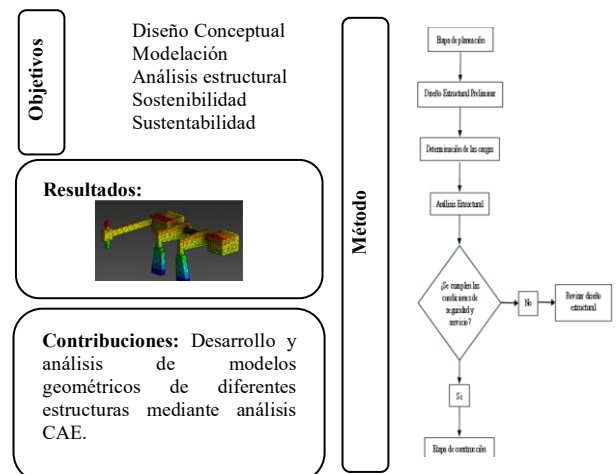 Objetivos
Diseño Conceptual
Modelación
Análisis estructural
Sostenibilidad
Sustentabilidad
Resultados:
Contribuciones: Desarrollo y
análisis de modelos
geométricos de diferentes
estructuras mediante análisis
CAE.
Método
Etapa de planeación
Diseño Estructural Preliminar
Determinación de las cargas
Análisis Estructural
¿Se cumplen las
condiciones de
seguridad y
servicio?
No
Revisar diseño
estructural
Si
Etapa de construcción